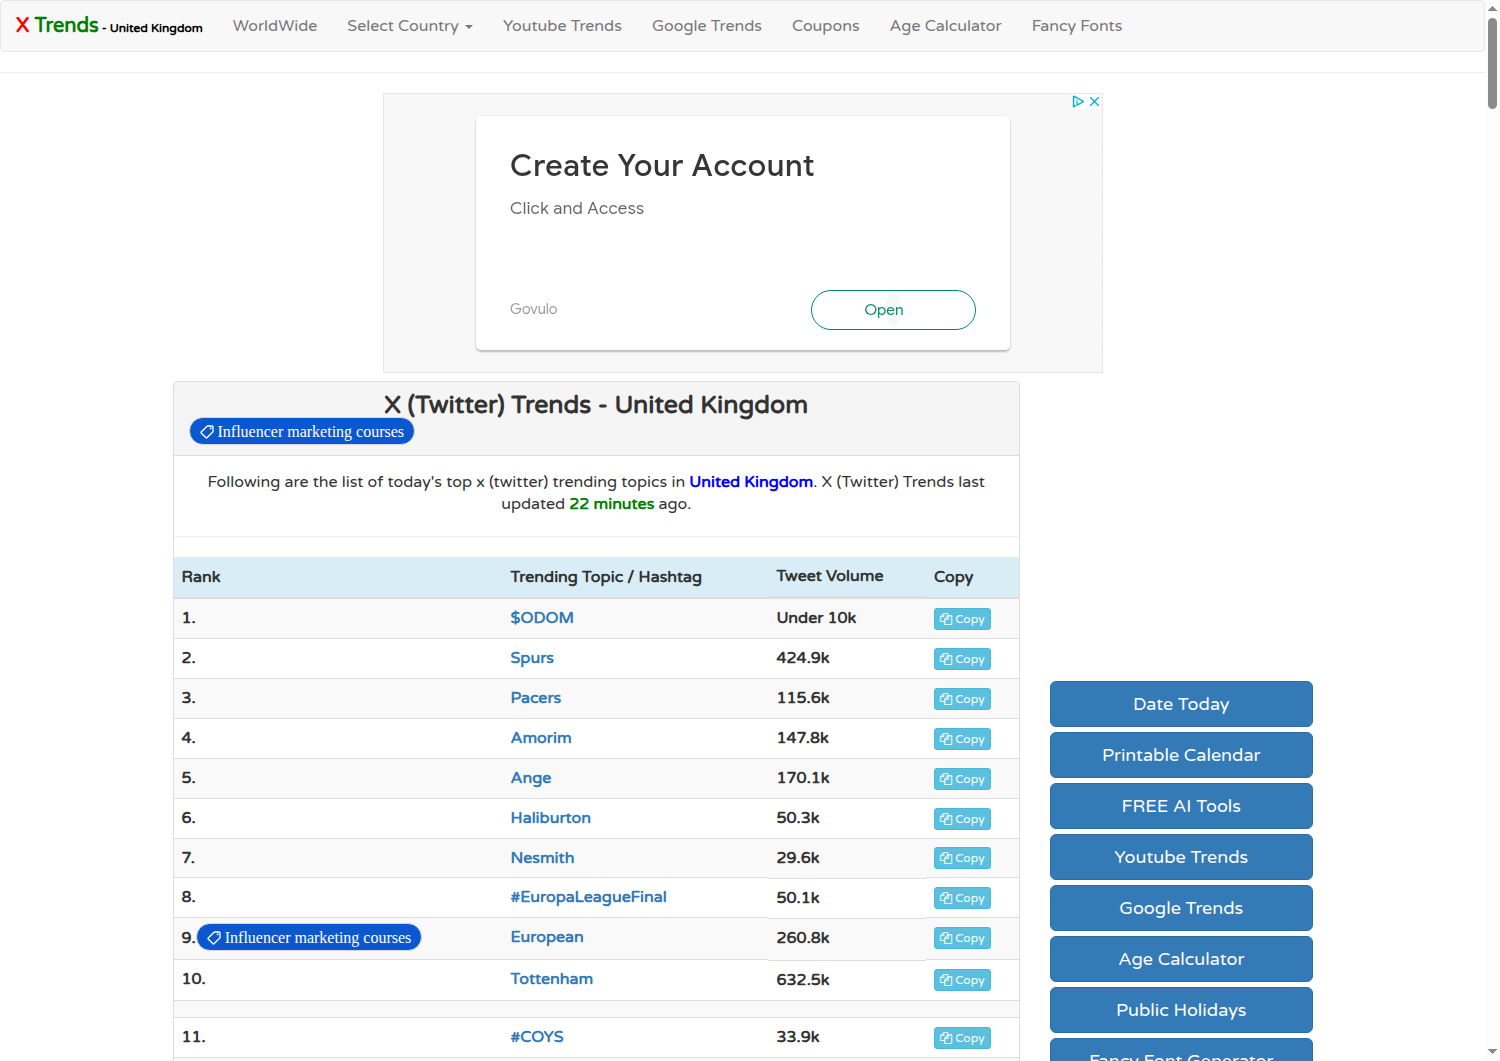 X Trends - United Kingdom WorldWide Select Country Youtube Trends Google Trends Coupons Age Calculator Fancy Fonts
Create Your Account
Click and Access
Govulo Open
X (Twitter) Trends - United Kingdom
Influencer marketing courses
Following are the list of today's top x (twitter) trending topics in United Kingdom. X (Twitter) Trends last
updated 22 minutes ago.
Rank Trending Topic / Hashtag Tweet Volume Copy
1. $ODOM Under 10k Copy
2. Spurs 424.9k Copy
3. Pacers 115.6k Copy
4. Amorim 147.8k Copy
5. Ange 170.1k Copy
6. Haliburton 50.3k Copy
7. Nesmith 29.6k Copy
8. #EuropaLeagueFinal 50.1k Copy
9. Influencer marketing courses European 260.8k Copy
10. Tottenham 632.5k Copy
11. #COYS 33.9k Copy
Date Today
Printable Calendar
FREE AI Tools
Youtube Trends
Google Trends
Age Calculator
Public Holidays
Fancy Font Generator